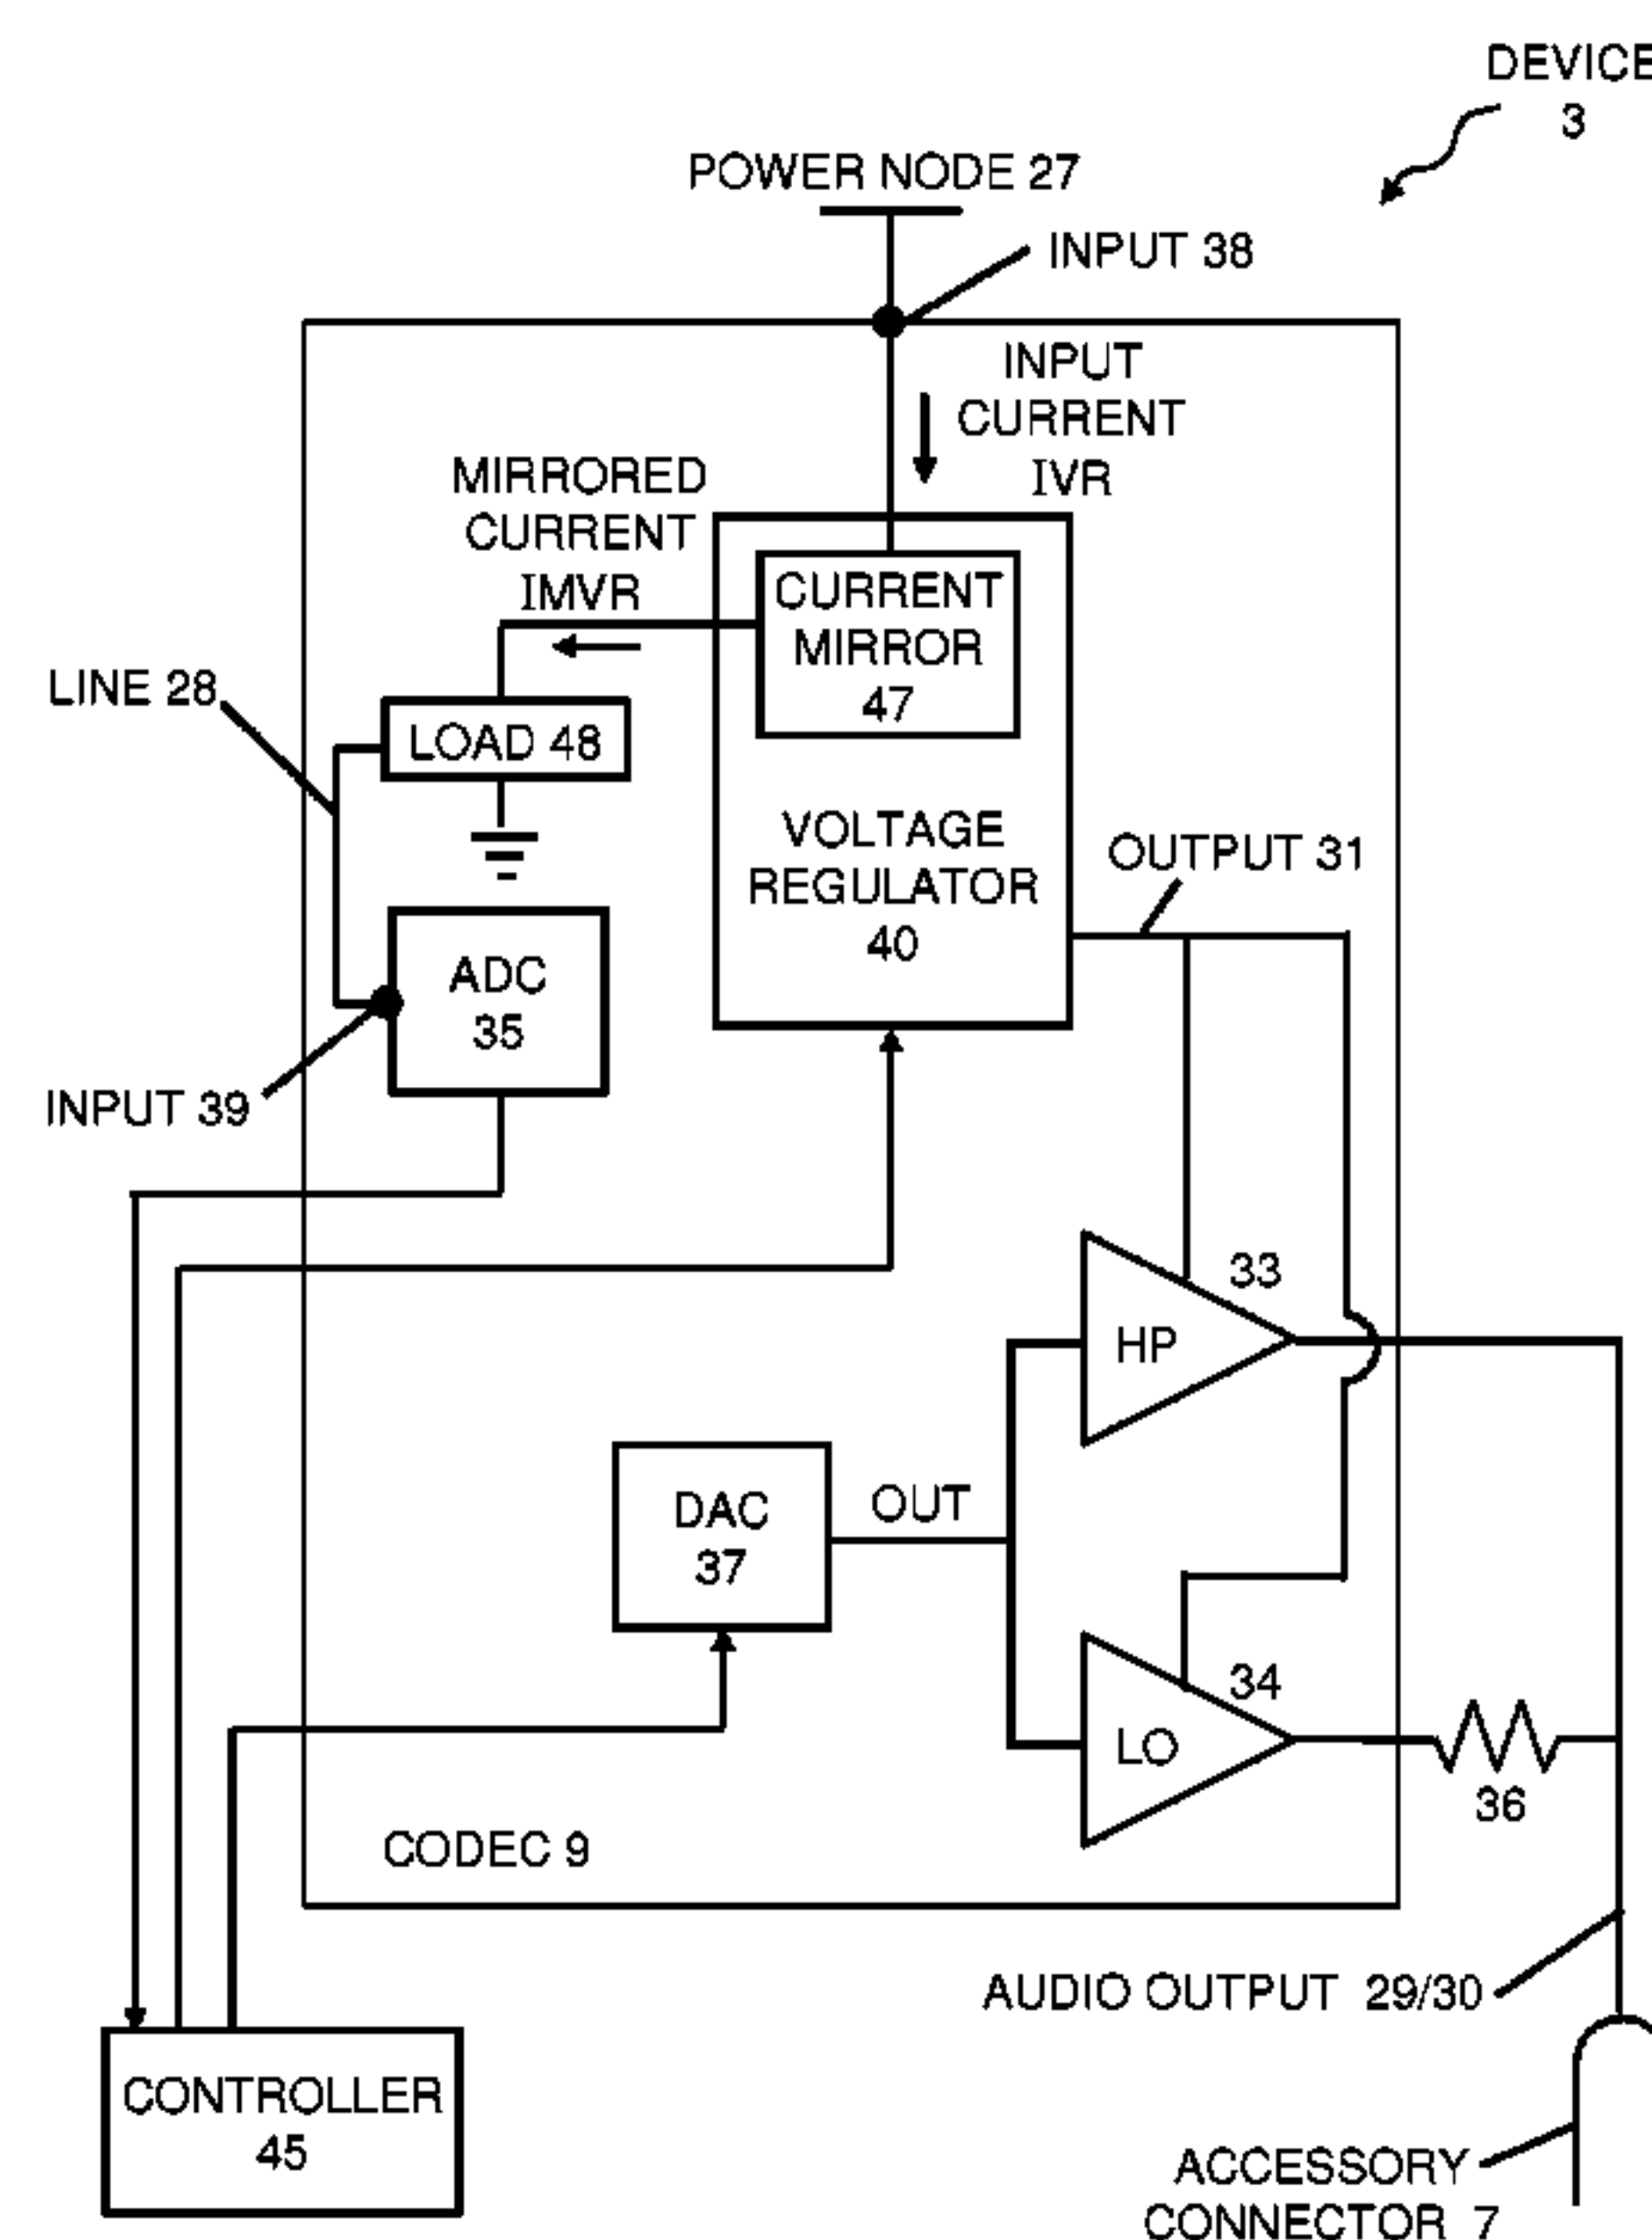 DEVICE
3
POWER NODE 27
INPUT 38
INPUT
CURRENT
IVR
MIRRORED
CURRENT
IMVR
CURRENT
MIRROR
47
LINE 28
LOAD 48
VOLTAGE
REGULATOR
40
OUTPUT 31
ADC
35
INPUT 39
33
HP
DAC
37
OUT
34
LO
36
CODEC 9
AUDIO OUTPUT 29/30
CONTROLLER
45
ACCESSORY
CONNECTOR 7